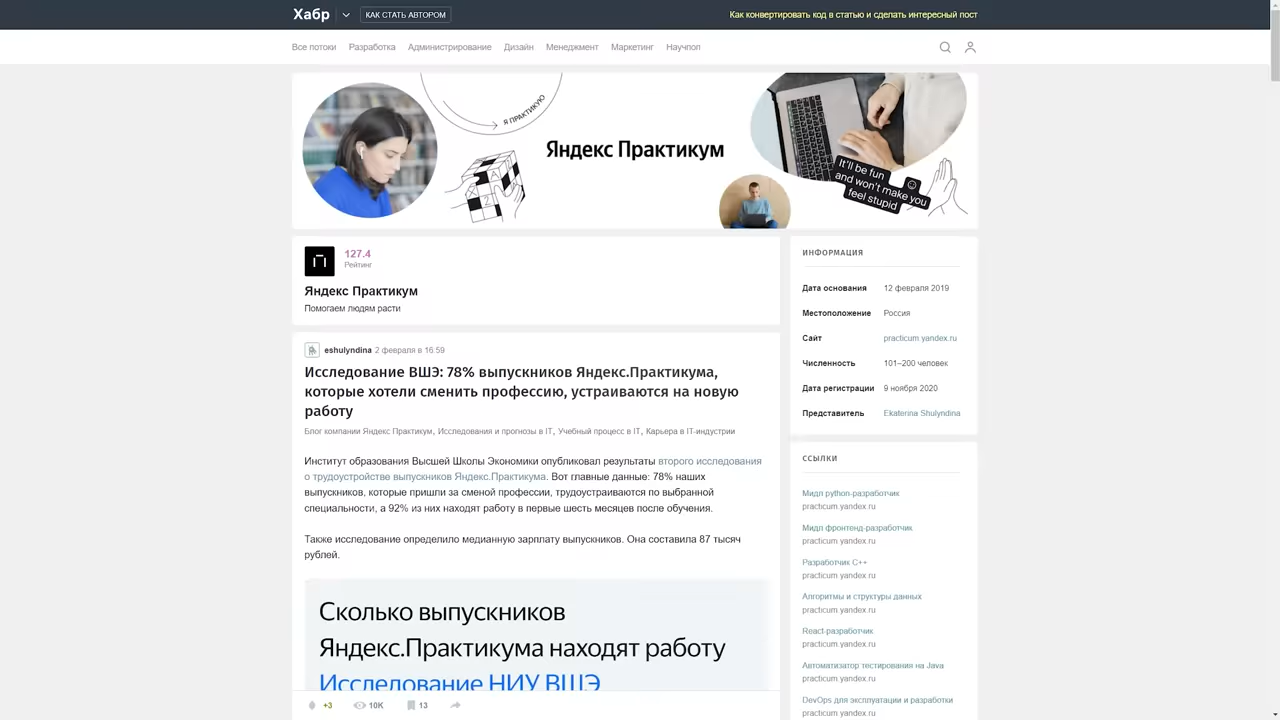 Хабр
КАК СТАТЬ АВТОРОМ
Как конвертировать код в статью и сделать интересный пост
Все потоки Разработка Администрирование Дизайн Менеджмент Маркетинг Научпоп
Я ПРАКТИКУЮ
Яндекс Практикум
It'll be fun
and won't make you
feel stupid
127.4
Рейтинг
Яндекс Практикум
Помогаем людям расти
eshulyndina 2 февраля в 16:59
Исследование ВШЭ: 78% выпускников Яндекс.Практикума,
которые хотели сменить профессию, устраиваются на новую
работу
Блог компании Яндекс Практикум, Исследования и прогнозы в IT, Учебный процесс в IT, Карьера в IT-индустрии
Институт образования Высшей Школы Экономики опубликовал результаты второго исследования
о трудоустройстве выпускников Яндекс.Практикума. Вот главные данные: 78% наших
выпускников, которые пришли за сменой профессии, трудоустраиваются по выбранной
специальности, а 92% из них находят работу в первые шесть месяцев после обучения.
Также исследование определило медианную зарплату выпускников. Она составила 87 тысяч
рублей.
Сколько выпускников
Яндекс.Практикума находят работу
Исследование НИУ ВШЭ
+3 10K 13
ИНФОРМАЦИЯ
Дата основания 12 февраля 2019
Местоположение Россия
Сайт practicum.yandex.ru
Численность 101–200 человек
Дата регистрации 9 ноября 2020
Представитель Ekaterina Shulyndina
ССЫЛКИ
Мидл python-разработчик
practicum.yandex.ru
Мидл фронтенд-разработчик
practicum.yandex.ru
Разработчик C++
practicum.yandex.ru
Алгоритмы и структуры данных
practicum.yandex.ru
React-разработчик
practicum.yandex.ru
Автоматизатор тестирования на Java
practicum.yandex.ru
DevOps для эксплуатации и разработки
practicum.yandex.ru